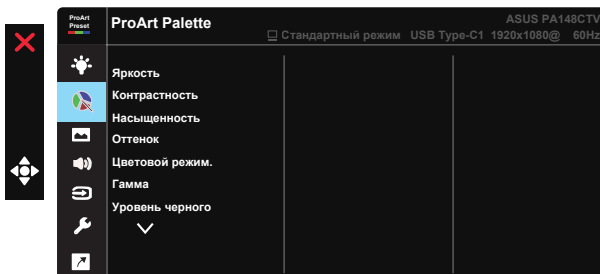 ProArt
Preset
ProArt Palette
ASUS PA148CTV
Стандартный режим USB Type-C1 1920x1080@ 60Hz
Яркость
Контрастность
Насыщенность
Оттенок
Цветовой режим.
Гамма
Уровень черного